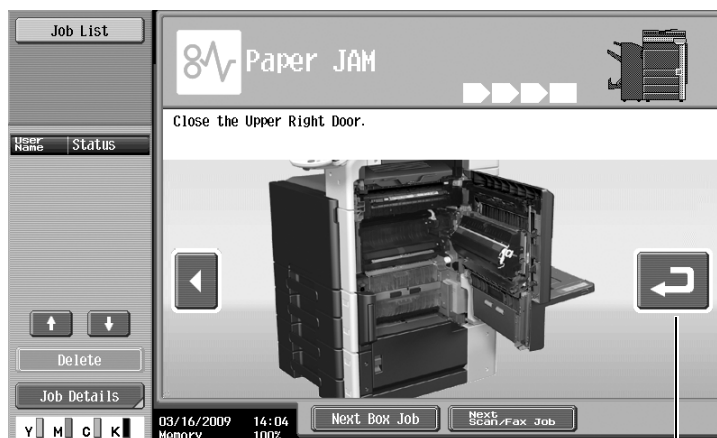 Job List
User Name
Status
Delete
Job Details
Y M C K
Paper JAM
Close the Upper Right Door.
03/16/2009 14:04
Memory 100%
Next Box Job
Next
Scan/Fax Job